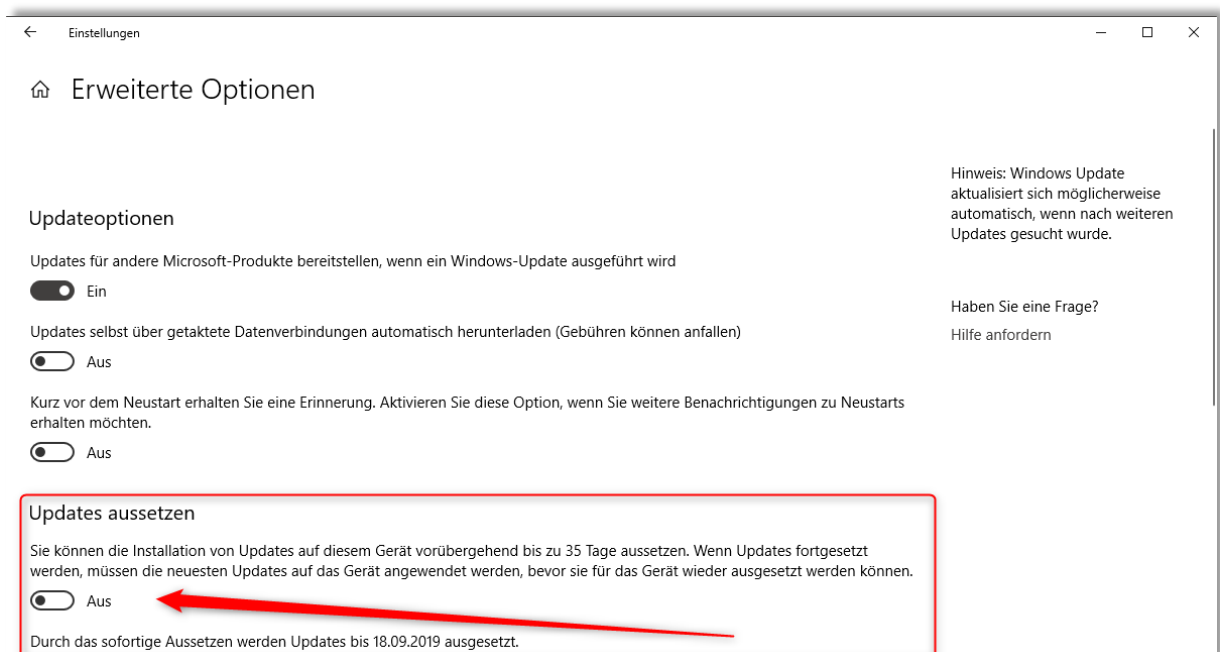 Einstellungen
Erweiterte Optionen
Updateoptionen
Updates für andere Microsoft-Produkte bereitstellen, wenn ein Windows-Update ausgeführt wird
Ein
Updates selbst über getaktete Datenverbindungen automatisch herunterladen (Gebühren können anfallen)
Aus
Kurz vor dem Neustart erhalten Sie eine Erinnerung. Aktivieren Sie diese Option, wenn Sie weitere Benachrichtigungen zu Neustarts
erhalten möchten.
Aus
Updates aussetzen
Sie können die Installation von Updates auf diesem Gerät vorübergehend bis zu 35 Tage aussetzen. Wenn Updates fortgesetzt
werden, müssen die neuesten Updates auf das Gerät angewendet werden, bevor sie für das Gerät wieder ausgesetzt werden können.
Aus
Durch das sofortige Aussetzen werden Updates bis 18.09.2019 ausgesetzt.
Hinweis: Windows Update
aktualisiert sich möglicherweise
automatisch, wenn nach weiteren
Updates gesucht wurde.
Haben Sie eine Frage?
Hilfe anfordern